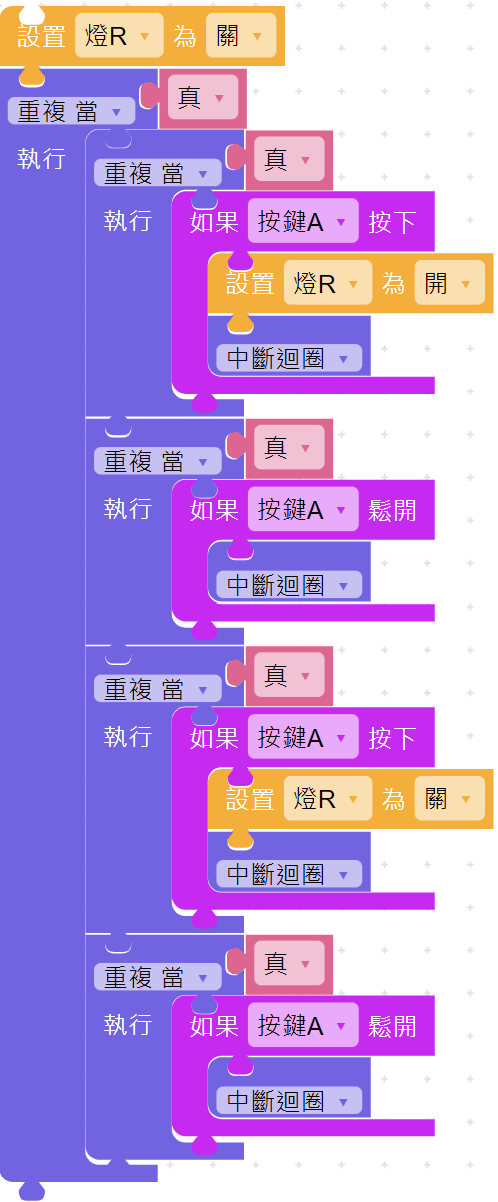 設置 燈R 為 關
重複 當 真
執行
重複 當 真
執行 如果 按鍵A 按下
設置 燈R 為 開
中斷迴圈
重複 當 真
執行 如果 按鍵A 鬆開
中斷迴圈
重複 當 真
執行 如果 按鍵A 按下
設置 燈R 為 關
中斷迴圈
重複 當 真
執行 如果 按鍵A 鬆開
中斷迴圈